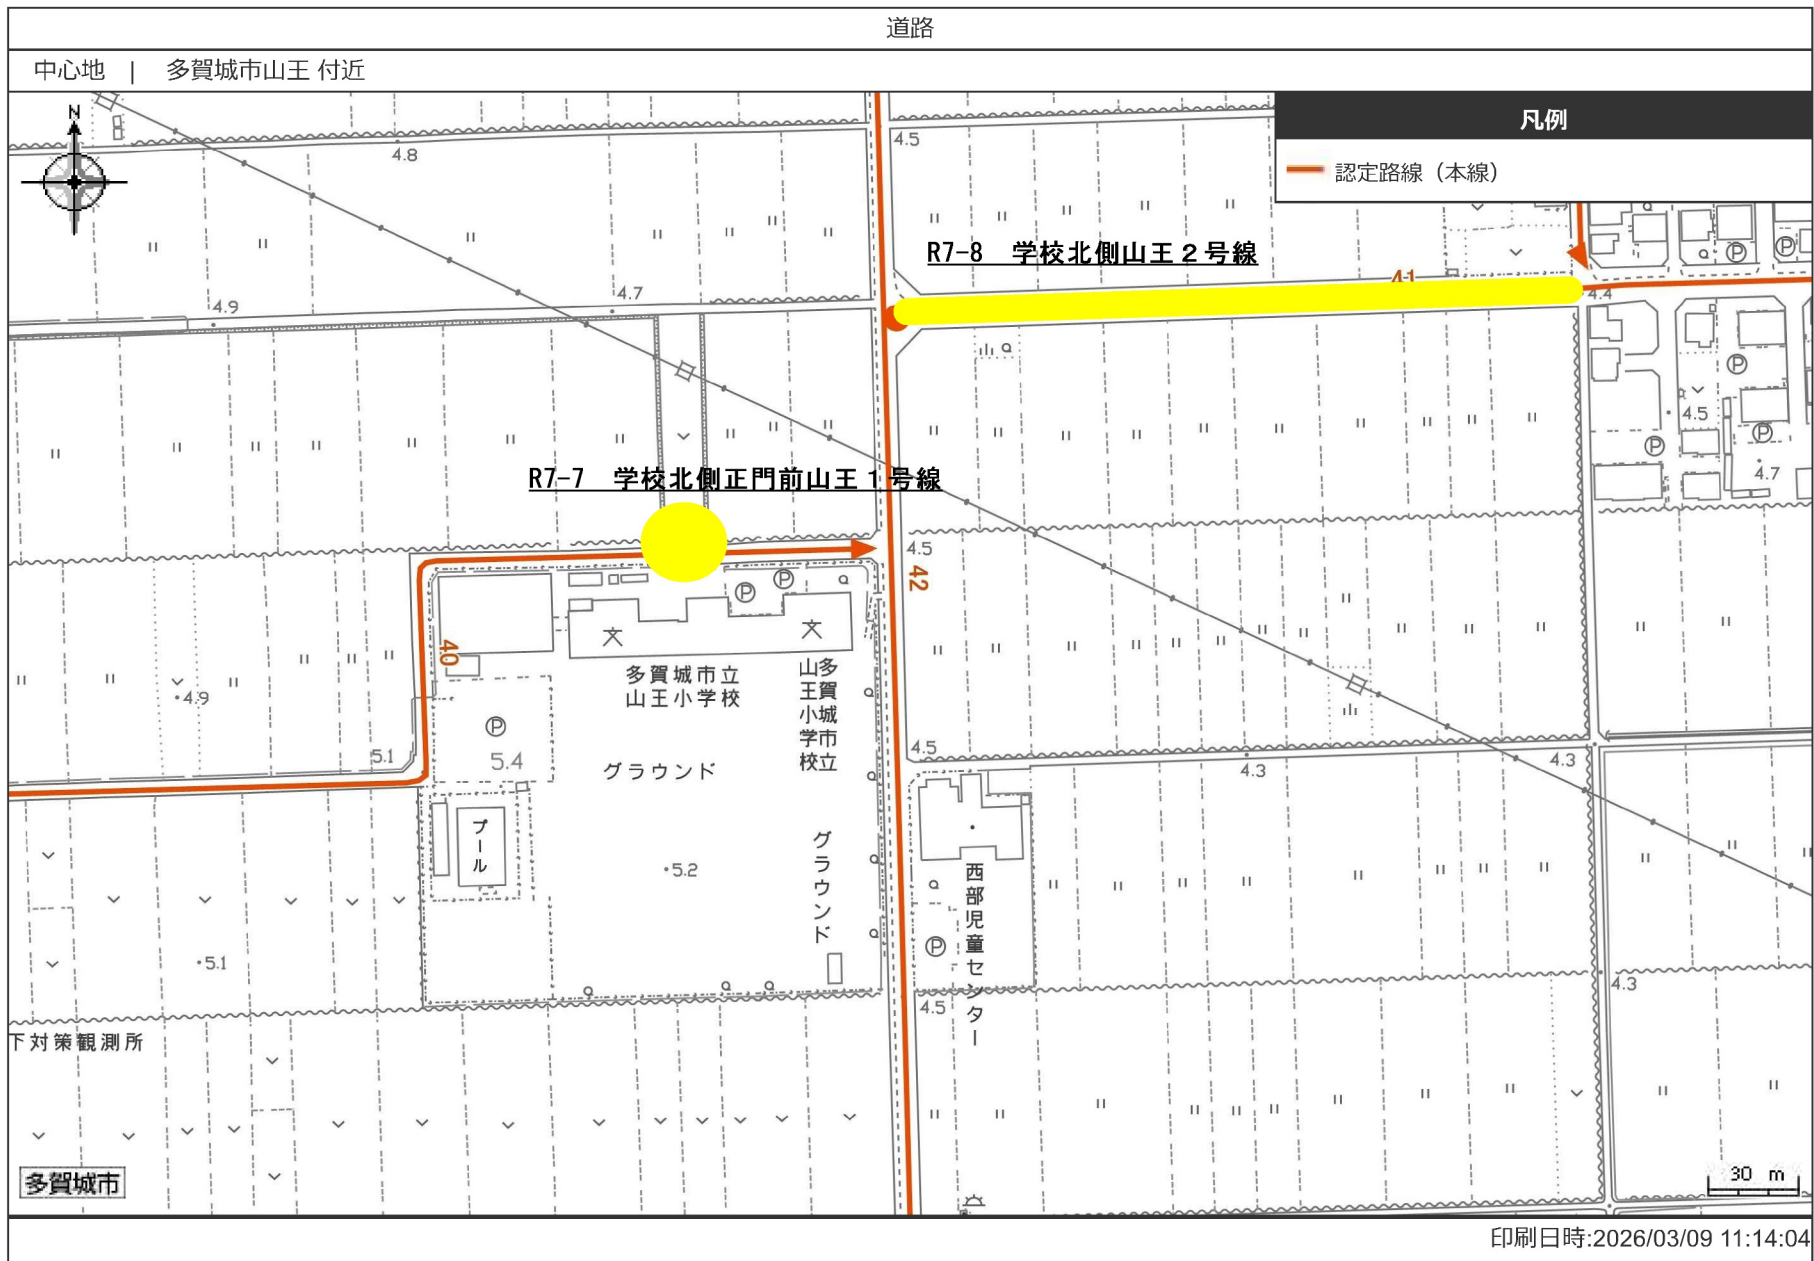 道路
中心地 | 多賀城市山王 付近
凡例
認定路線（本線）
N
4.8
4.5
R7-8 学校北側山王２号線
41
4.4
4.9
4.7
4.5
4.7
R7-7 学校北側正門前山王１号線
4.5
42
40
多賀城市立
山王小学校
多賀城市立
山王小学校
4.9
5.1
5.4
グラウンド
4.5
4.3
4.3
プール
グラウンド
5.2
西部児童センター
5.1
4.5
4.3
下対策観測所
多賀城市
30 m
印刷日時:2026/03/09 11:14:04